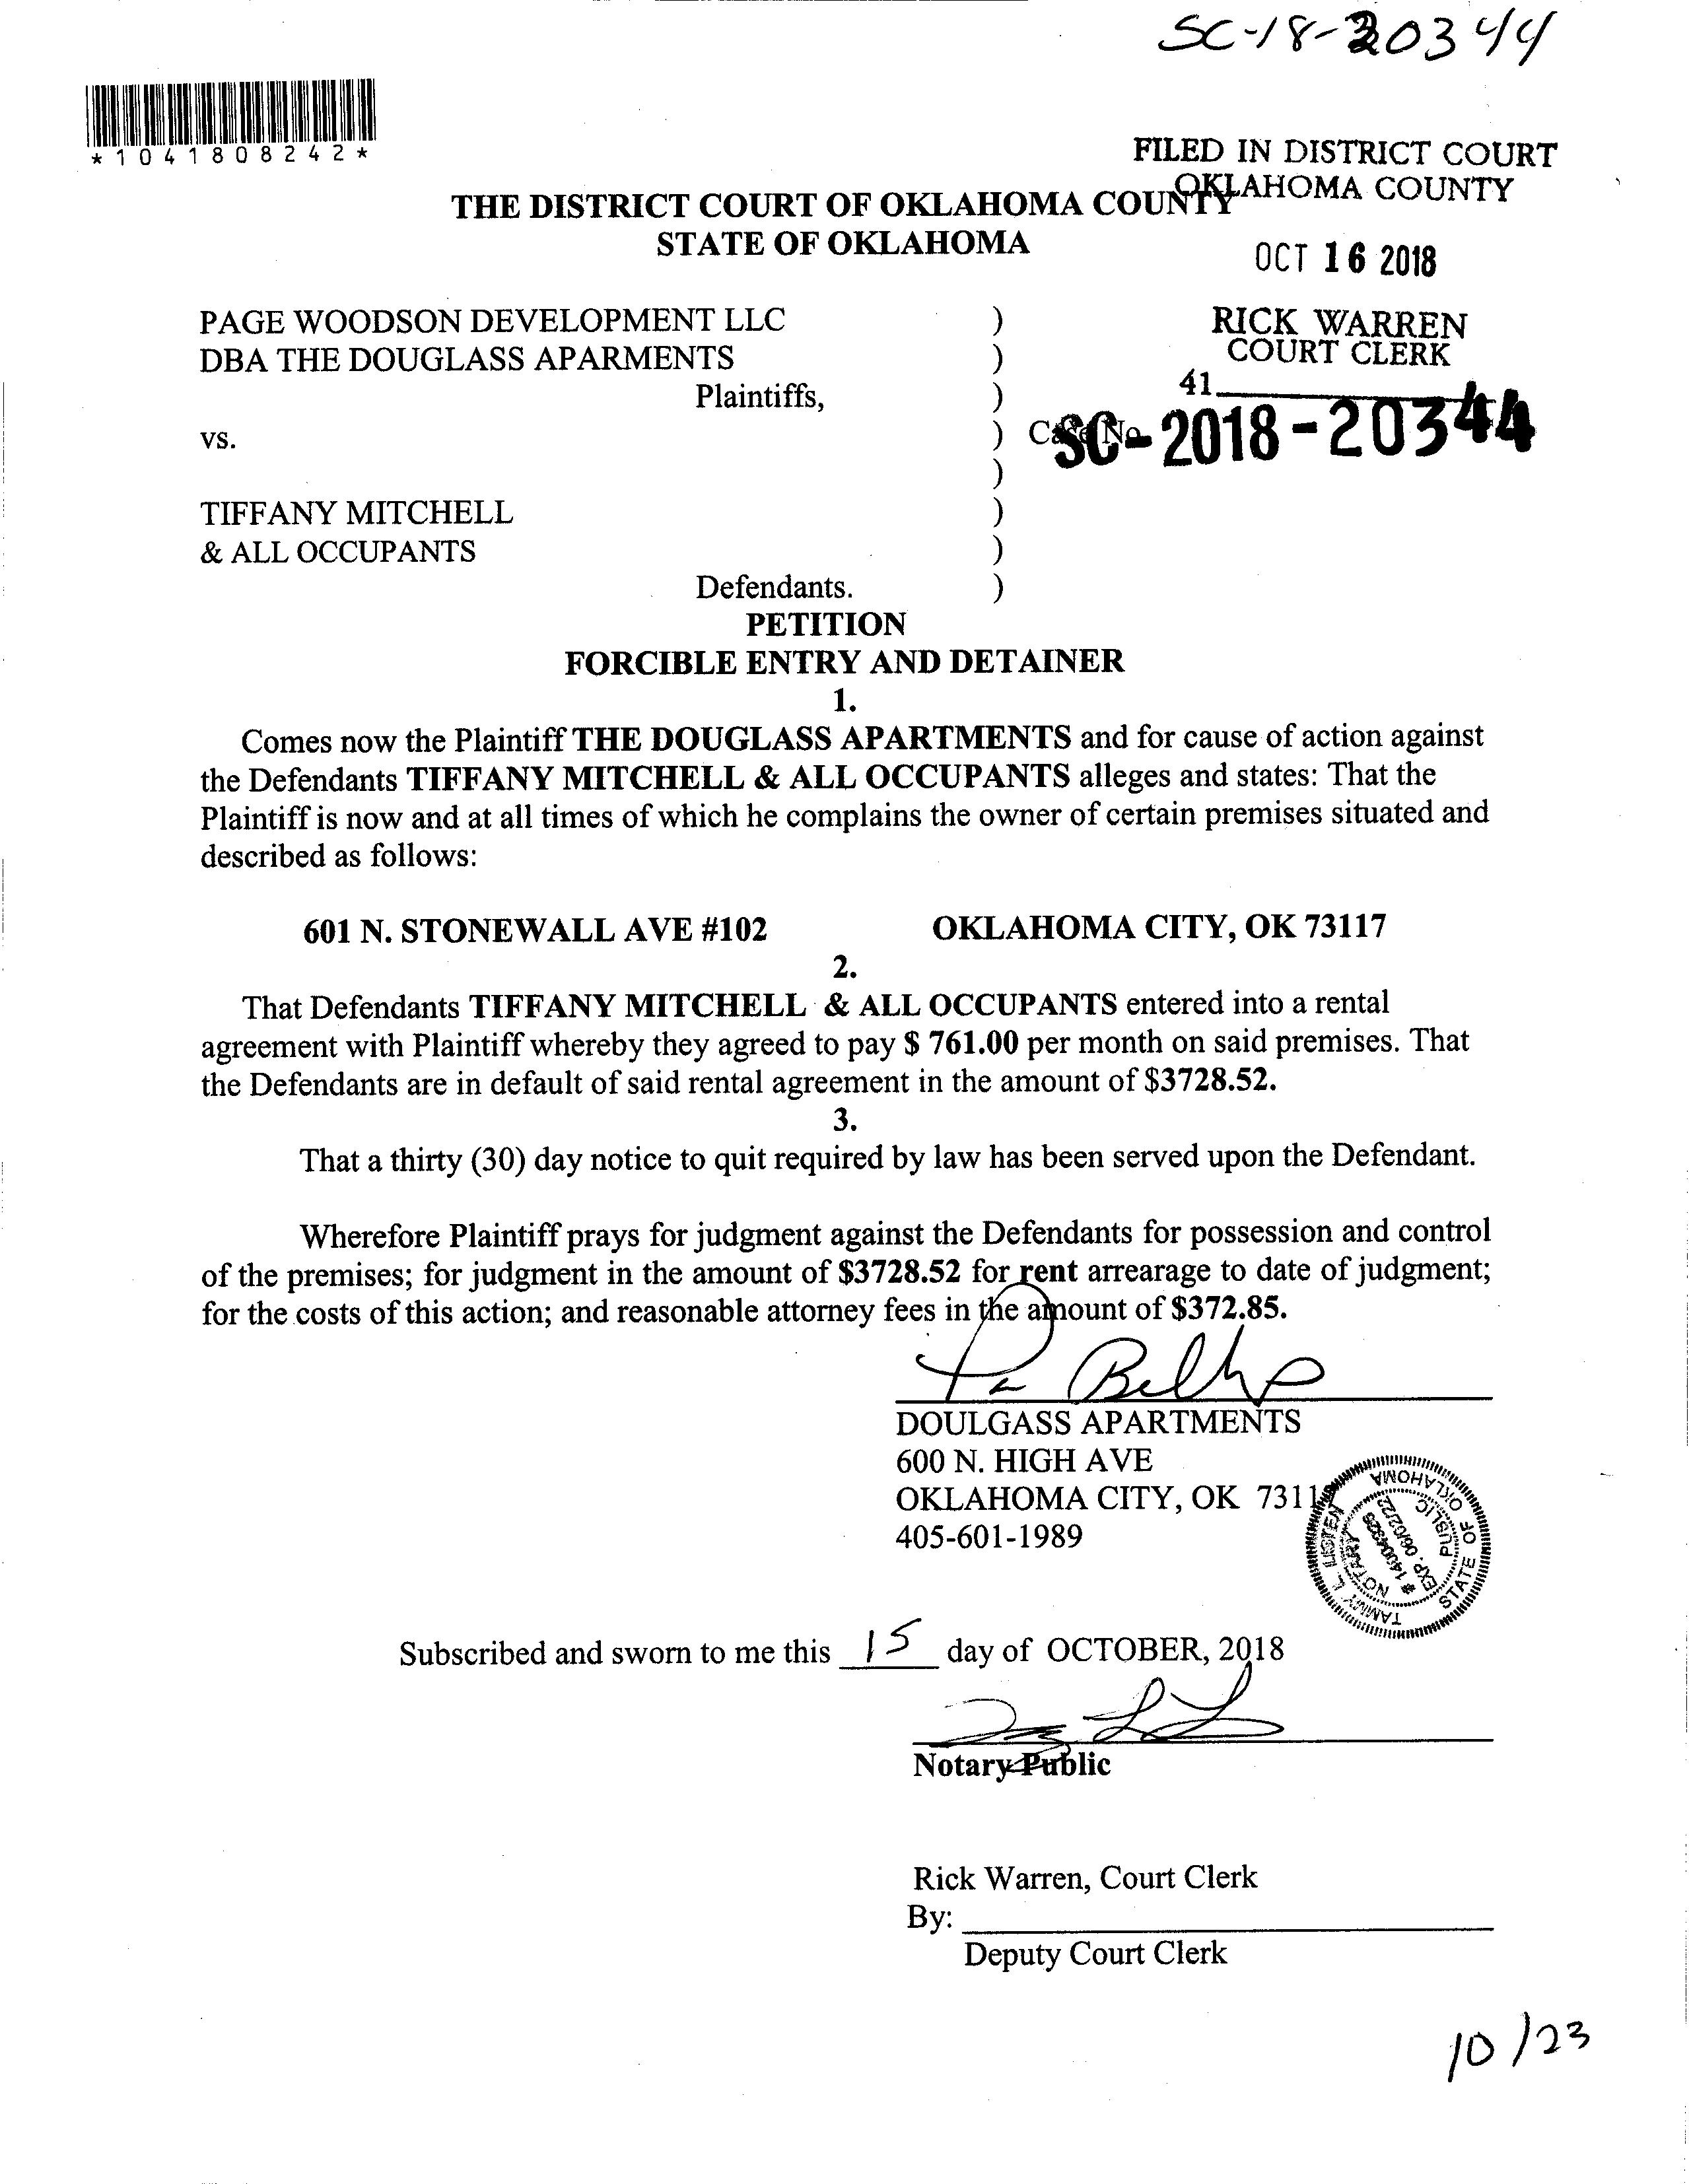 SC-18-20344
*1041808242*
FILED IN DISTRICT COURT
OKLAHOMA COUNTY
THE DISTRICT COURT OF OKLAHOMA COUNTY
STATE OF OKLAHOMA
OCT 16 2018
PAGE WOODSON DEVELOPMENT LLC )
DBA THE DOUGLASS APARMENTS )
Plaintiffs, )
RICK WARREN
COURT CLERK
41
vs. ) Case No.
SC-2018-20344
)
TIFFANY MITCHELL )
& ALL OCCUPANTS )
Defendants. )
PETITION
FORCIBLE ENTRY AND DETAINER
1.
Comes now the Plaintiff THE DOUGLASS APARTMENTS and for cause of action against
the Defendants TIFFANY MITCHELL & ALL OCCUPANTS alleges and states: That the
Plaintiff is now and at all times of which he complains the owner of certain premises situated and
described as follows:
601 N. STONEWALL AVE #102 OKLAHOMA CITY, OK 73117
2.
That Defendants TIFFANY MITCHELL & ALL OCCUPANTS entered into a rental
agreement with Plaintiff whereby they agreed to pay $ 761.00 per month on said premises. That
the Defendants are in default of said rental agreement in the amount of $3728.52.
3.
That a thirty (30) day notice to quit required by law has been served upon the Defendant.
Wherefore Plaintiff prays for judgment against the Defendants for possession and control
of the premises; for judgment in the amount of $3728.52 for rent arrearage to date of judgment;
for the costs of this action; and reasonable attorney fees in the amount of $372.85.
DOULGASS APARTMENTS
600 N. HIGH AVE
OKLAHOMA CITY, OK
405-601-1989
TAMMY L. LISTEN
NOTARY PUBLIC
EXP. 06/02/22
STATE OF OKLAHOMA
Subscribed and sworn to me this 15 day of OCTOBER, 2018
Notary Public
Rick Warren, Court Clerk
By:
Deputy Court Clerk
10/23